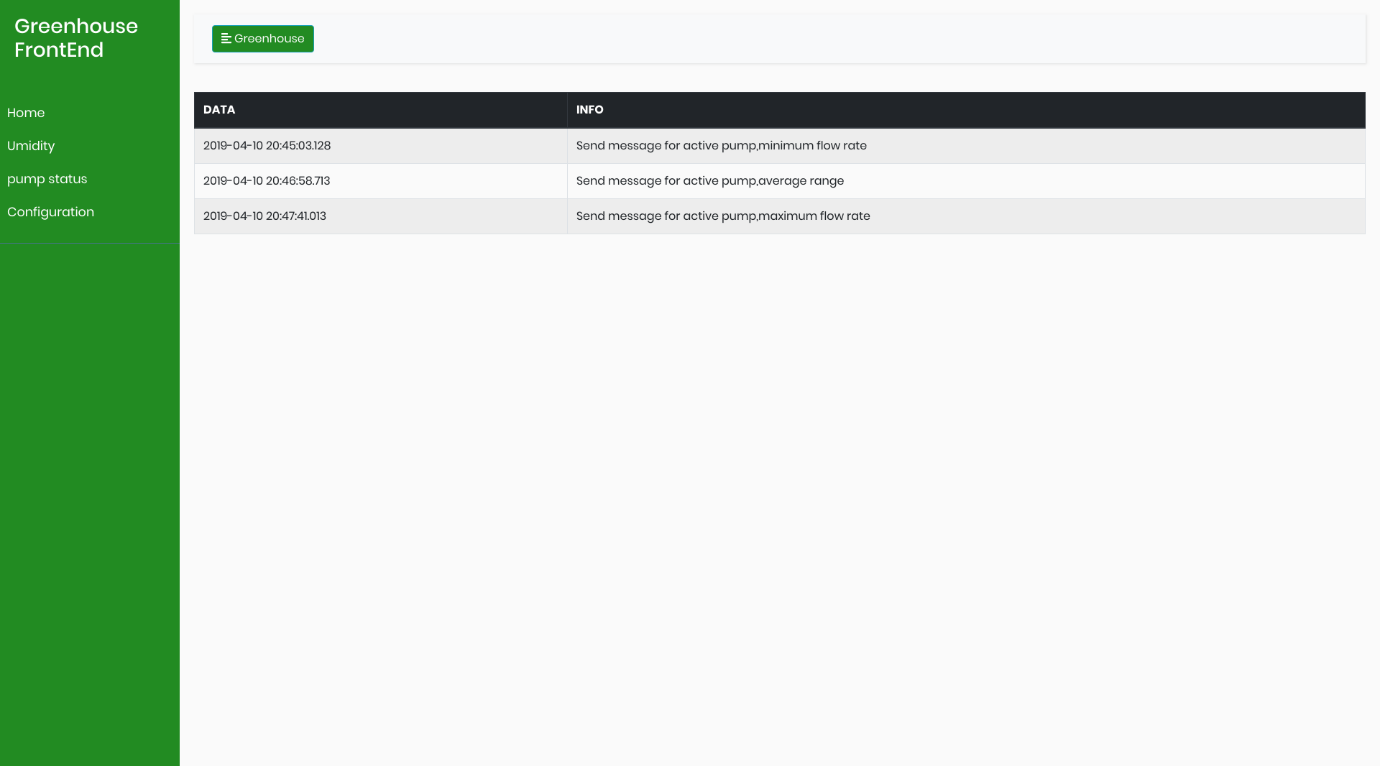 Greenhouse
FrontEnd
Home
Umidity
pump status
Configuration
Greenhouse
DATA INFO
2019-04-10 20:45:03.128 Send message for active pump,minimum flow rate
2019-04-10 20:46:58.713 Send message for active pump,average range
2019-04-10 20:47:41.013 Send message for active pump,maximum flow rate